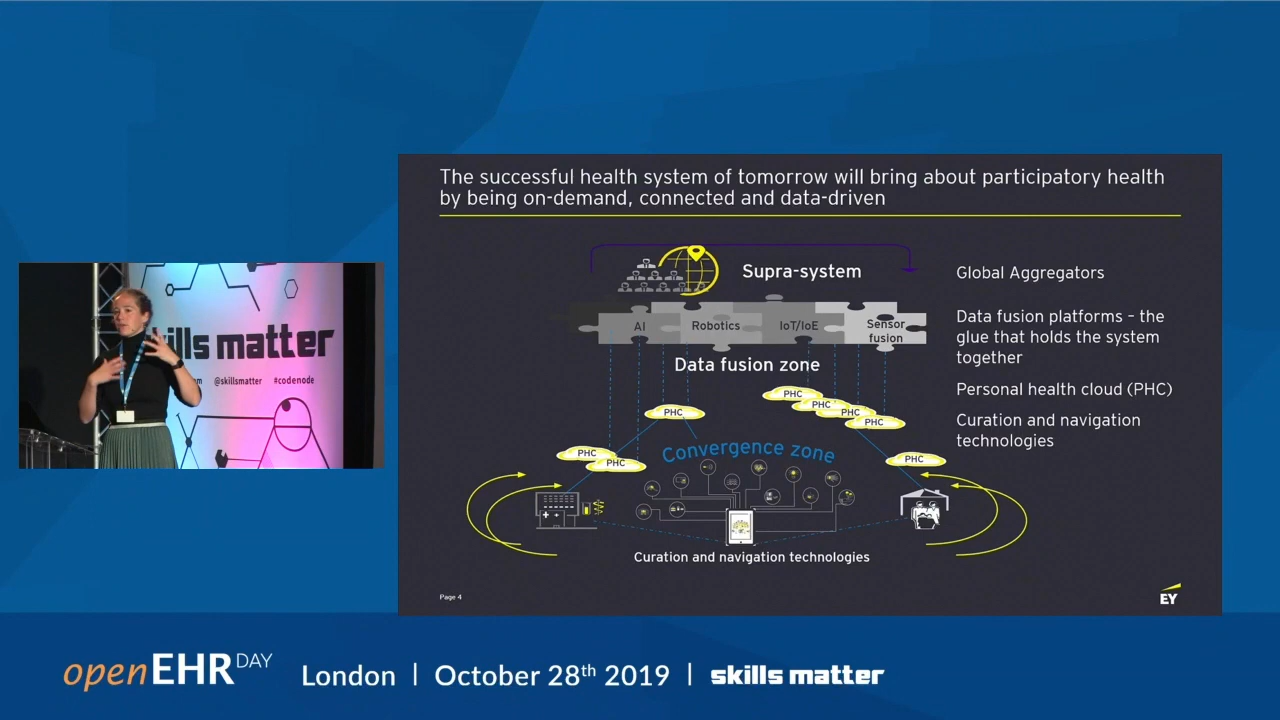 The successful health system of tomorrow will bring about participatory health
by being on-demand, connected and data-driven
Supra-system
AI
Robotics
IoT/IoE
Sensor
fusion
Data fusion zone
PHC
PHC
PHC
PHC
PHC
PHC
PHC
PHC
Convergence zone
Curation and navigation technologies
Global Aggregators
Data fusion platforms – the
glue that holds the system
together
Personal health cloud (PHC)
Curation and navigation
technologies
Page 4
EY
ills matter
@skillsmatter
#codenode
openEHR DAY
London | October 28th 2019 | skills matter